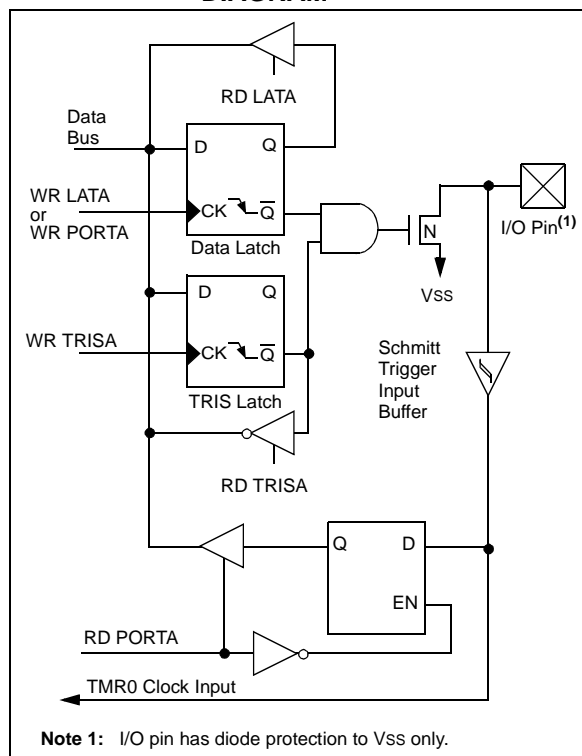 RD LATA
Data
Bus
D Q
WR LATA
or
WR PORTA
CK Q
Data Latch
N
I/O Pin(1)
VSS
D Q
WR TRISA
CK Q
TRIS Latch
Schmitt
Trigger
Input
Buffer
RD TRISA
Q D
EN
RD PORTA
TMR0 Clock Input
Note 1: I/O pin has diode protection to VSS only.